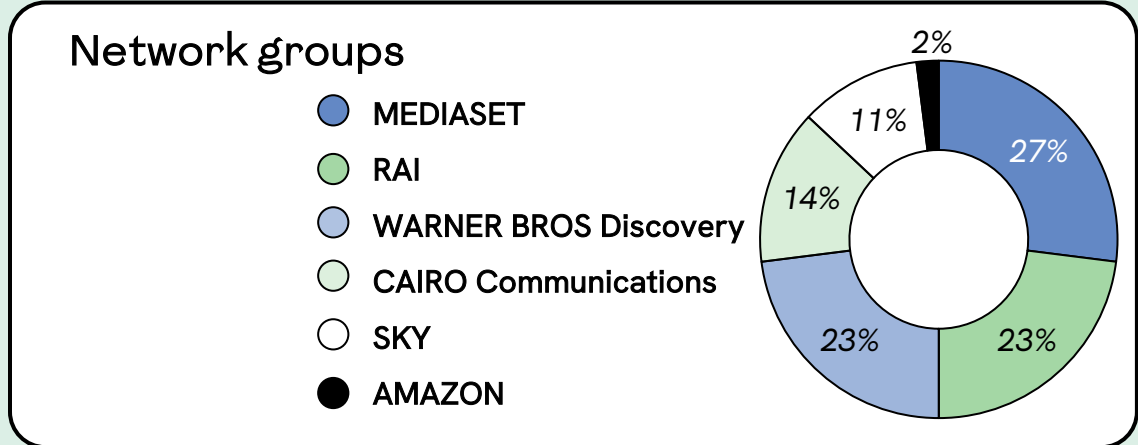 Network groups
MEDIASET
RAI
WARNER BROS Discovery
CAIRO Communications
SKY
AMAZON
2%
11%
27%
14%
23%
23%